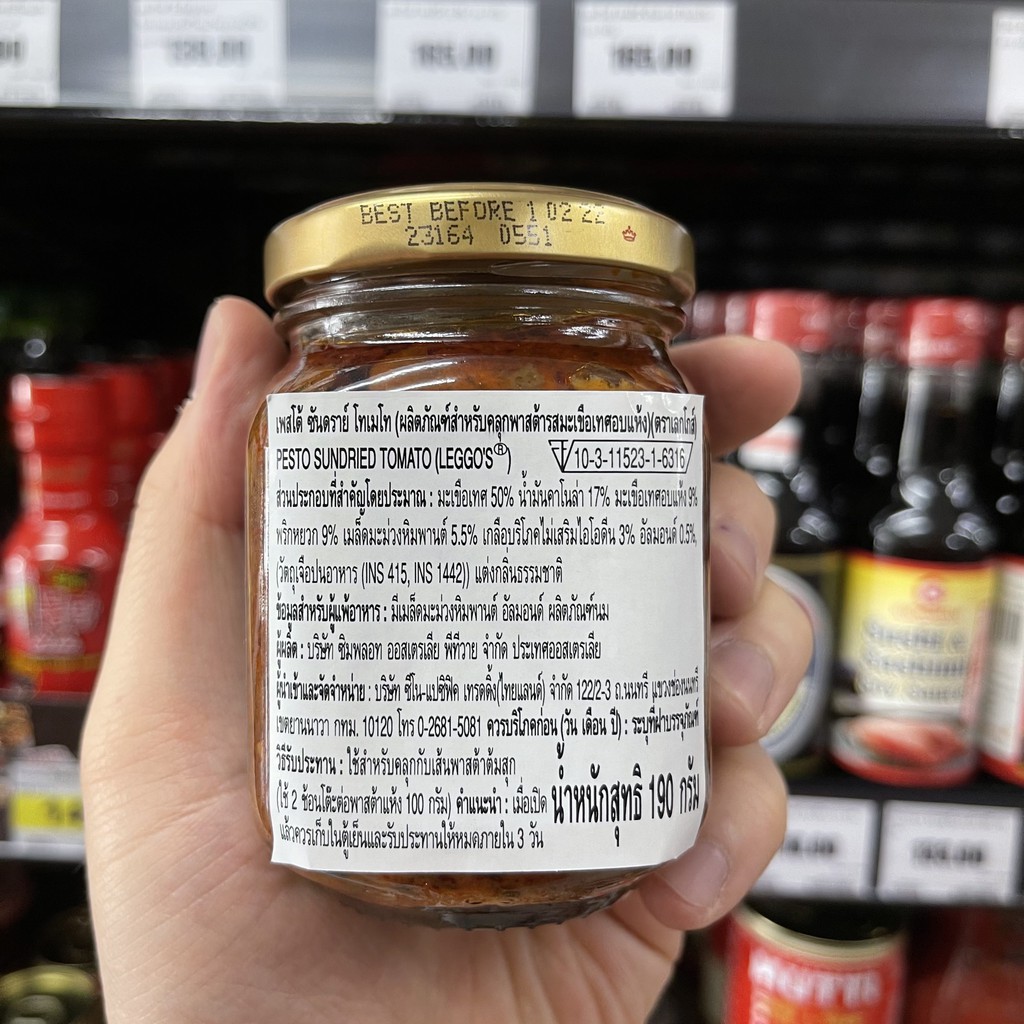 165.00
165.00
BEST BEFORE 1 02 22
23164 0551
เพสโต้ ซันดราย์ โทเมโท (ผลิตภัณฑ์สำหรับคลุกพาสต้ารสมะเขือเทศอบแห้ง)(ตราเลกโกส์)
PESTO SUNDRIED TOMATO (LEGGO'S®) 10-3-11523-1-6316
ส่วนประกอบที่สำคัญโดยประมาณ : มะเขือเทศ 50% น้ำมันคาโนล่า 17% มะเขือเทศอบแห้ง 9%
พริกหยวก 9% เมล็ดมะม่วงหิมพานต์ 5.5% เกลือบริโภคไม่เสริมไอโอดีน 3% อัลมอนด์ 0.5%,
(วัตถุเจือปนอาหาร (INS 415, INS 1442)) แต่งกลิ่นธรรมชาติ
ข้อมูลสำหรับผู้แพ้อาหาร : มีเมล็ดมะม่วงหิมพานต์ อัลมอนด์ ผลิตภัณฑ์นม
ผู้ผลิต : บริษัท ซิมพลอท ออสเตรเลีย พีทีวาย จำกัด ประเทศออสเตรเลีย
ผู้นำเข้าและจัดจำหน่าย : บริษัท ซีโน-แปซิฟิค เทรดดิ้ง(ไทยแลนด์) จำกัด 122/2-3 ถ.นนทรี แขวงช่องนนทรี
เขตยานนาวา กทม. 10120 โทร 0-2681-5081 ควรบริโภคก่อน (วัน เดือน ปี) : ระบุที่ฝาบรรจุภัณฑ์
วิธีรับประทาน : ใช้สำหรับคลุกกับเส้นพาสต้าต้มสุก
(ใช้ 2 ช้อนโต๊ะต่อพาสต้าแห้ง 100 กรัม) คำแนะนำ : เมื่อเปิด
แล้วควรเก็บในตู้เย็นและรับประทานให้หมดภายใน 3 วัน
น้ำหนักสุทธิ 190 กรัม